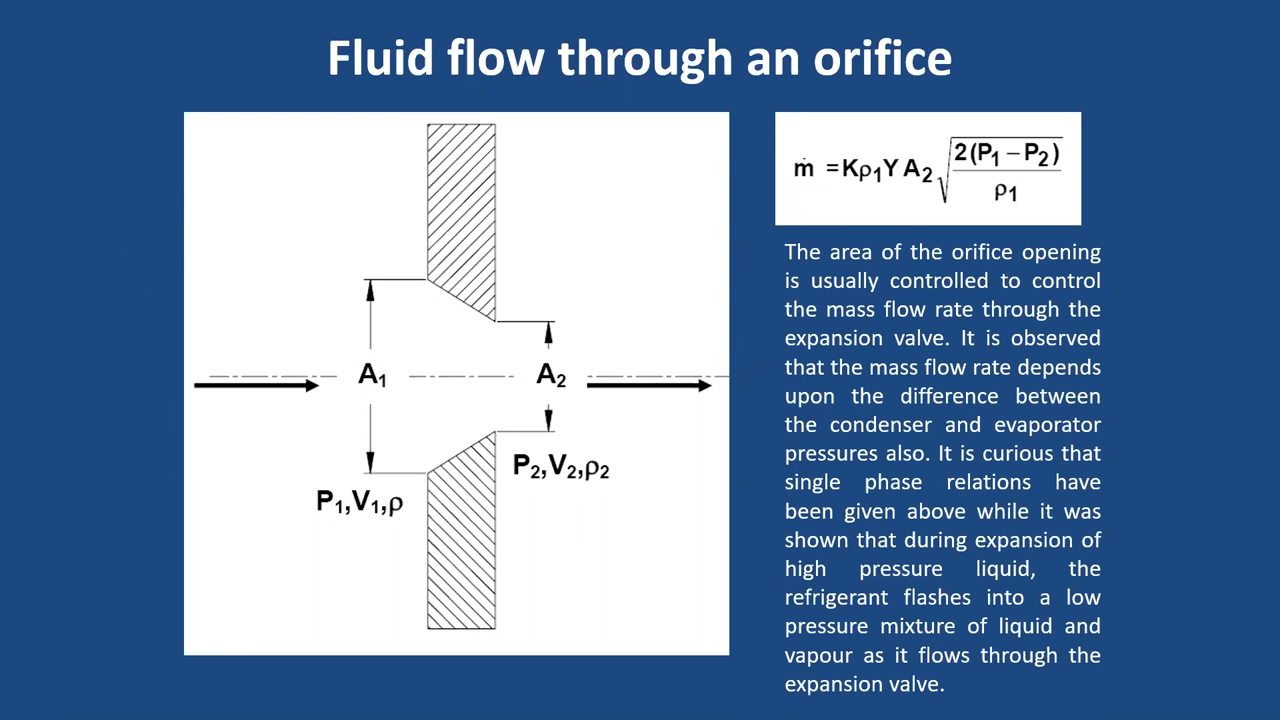 Fluid flow through an orifice
A₁
A₂
P₁,V₁,ρ
P₂,V₂,ρ₂
ṁ = Kρ₁Y A₂ √(2(P₁ – P₂) / ρ₁)
The area of the orifice opening
is usually controlled to control
the mass flow rate through the
expansion valve. It is observed
that the mass flow rate depends
upon the difference between
the condenser and evaporator
pressures also. It is curious that
single phase relations have
been given above while it was
shown that during expansion of
high pressure liquid, the
refrigerant flashes into a low
pressure mixture of liquid and
vapour as it flows through the
expansion valve.